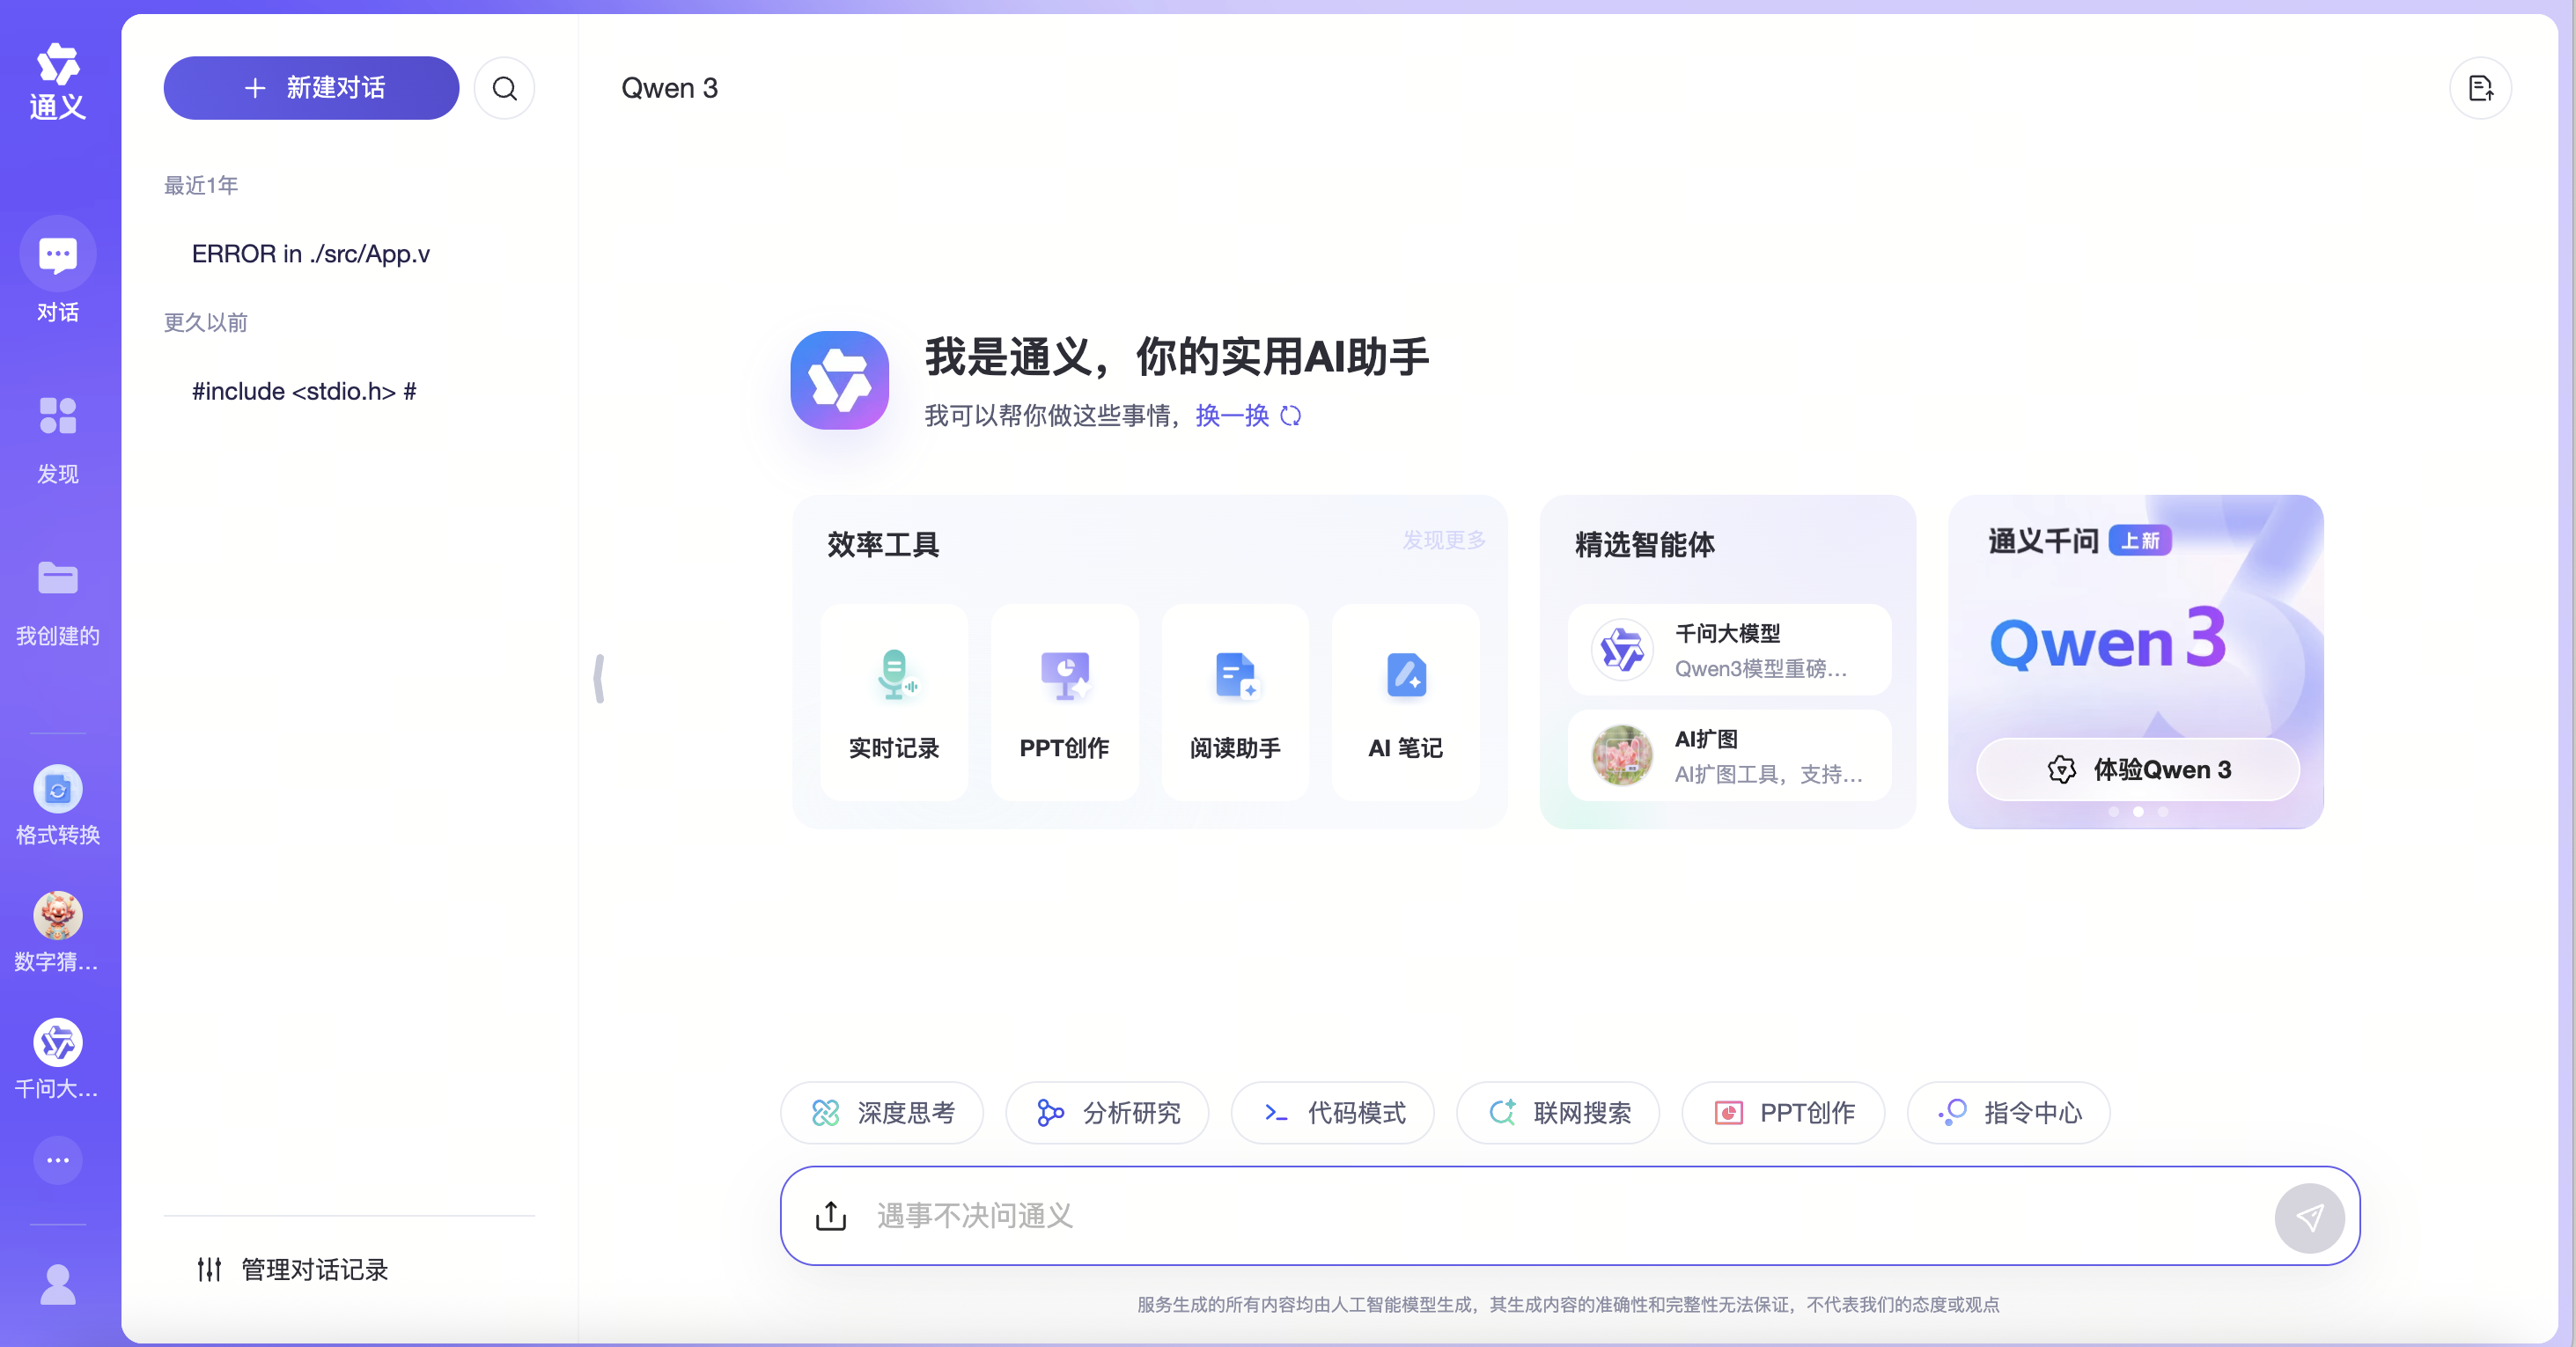 通义
对话
发现
我创建的
格式转换
数字猜...
千问大...
新建对话
最近1年
ERROR in ./src/App.v
更久以前
#include <stdio.h> #
管理对话记录
Qwen 3
我是通义，你的实用AI助手
我可以帮你做这些事情，换一换
效率工具
发现更多
实时记录
PPT创作
阅读助手
AI 笔记
精选智能体
千问大模型
Qwen3模型重磅...
AI扩图
AI扩图工具，支持...
通义千问 上新
Qwen3
体验Qwen 3
深度思考
分析研究
代码模式
联网搜索
PPT创作
指令中心
遇事不决问通义
服务生成的所有内容均由人工智能模型生成，其生成内容的准确性和完整性无法保证，不代表我们的态度或观点